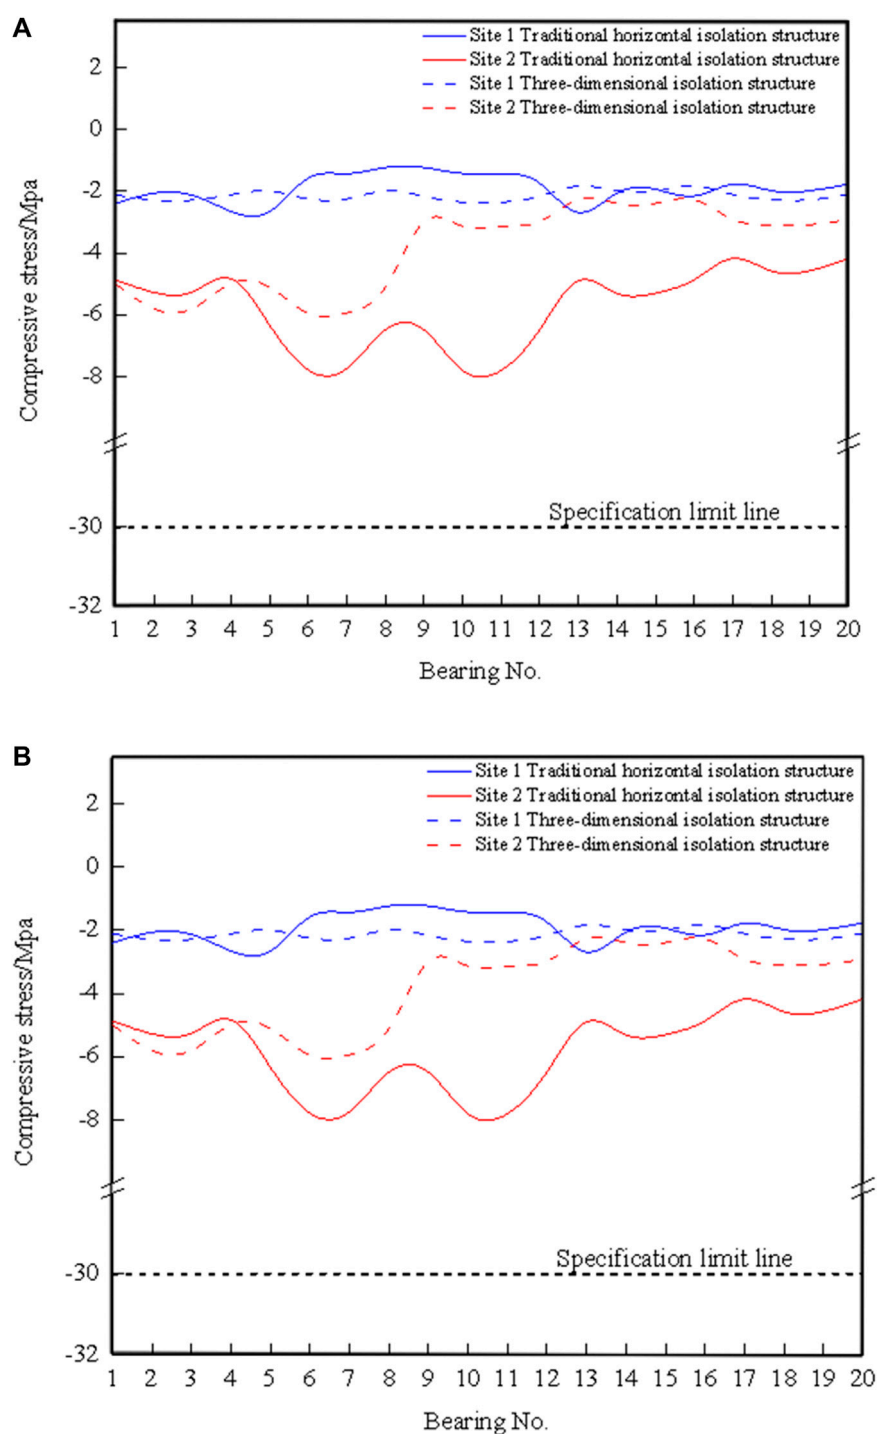 A
Site 1 Traditional horizontal isolation structure
Site 2 Traditional horizontal isolation structure
Site 1 Three-dimensional isolation structure
Site 2 Three-dimensional isolation structure
2
0
-2
-4
-6
-8
-30
-32
Compressive stress/Mpa
Specification limit line
1 2 3 4 5 6 7 8 9 10 11 12 13 14 15 16 17 18 19 20
Bearing No.
B
Site 1 Traditional horizontal isolation structure
Site 2 Traditional horizontal isolation structure
Site 1 Three-dimensional isolation structure
Site 2 Three-dimensional isolation structure
2
0
-2
-4
-6
-8
-30
-32
Compressive stress/Mpa
Specification limit line
1 2 3 4 5 6 7 8 9 10 11 12 13 14 15 16 17 18 19 20
Bearing No.